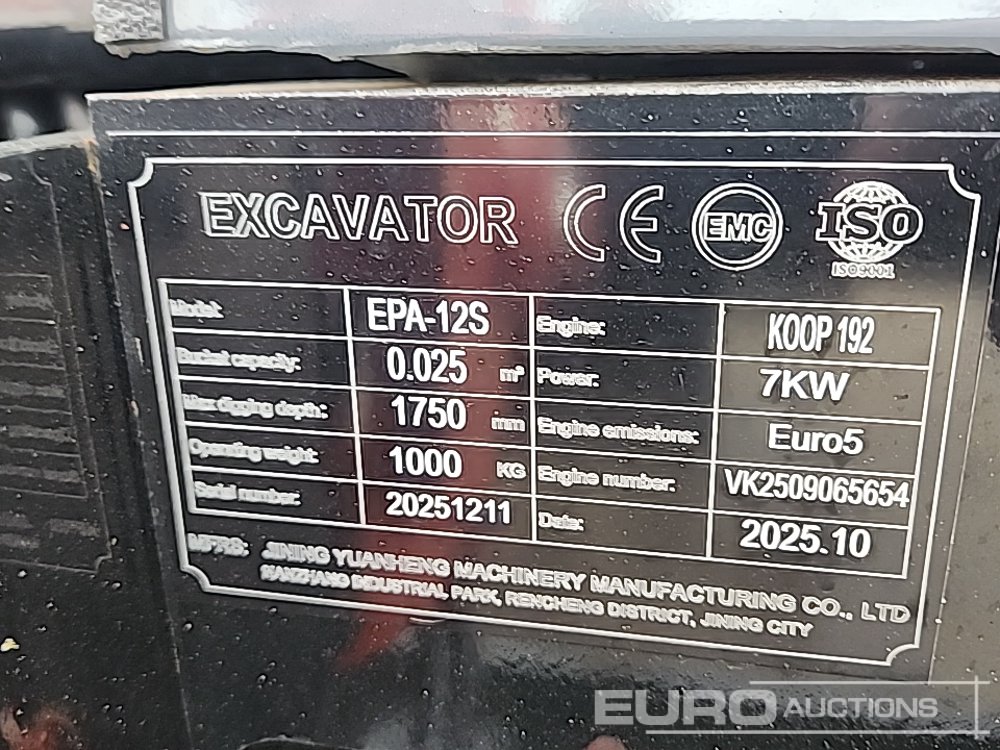 EXCAVATOR CE EMC ISO
ISO9001
Model: EPA-12S Engine: KOOP 192
Bucket capacity: 0.025 m³ Power: 7KW
Max digging depth: 1750 mm Engine emissions: Euro5
Operating weight: 1000 KG Engine number: VK2509065654
Serial number: 20251211 Date: 2025.10
MFRS: JINING YUANHENG MACHINERY MANUFACTURING CO., LTD
NANZHANG INDUSTRIAL PARK, RENCHENG DISTRICT, JINING CITY
EURO AUCTIONS